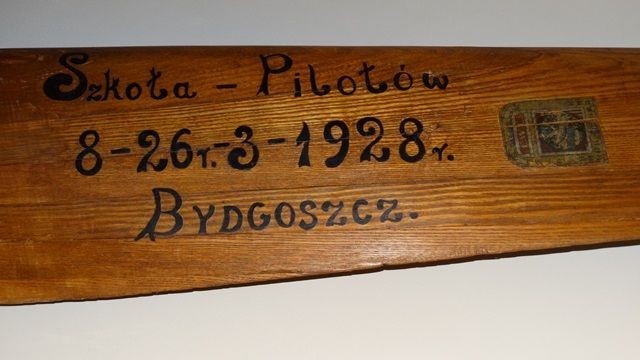 Szkoła - Pilotów
8-26r.-3-1928r.
BYDGOSZCZ.